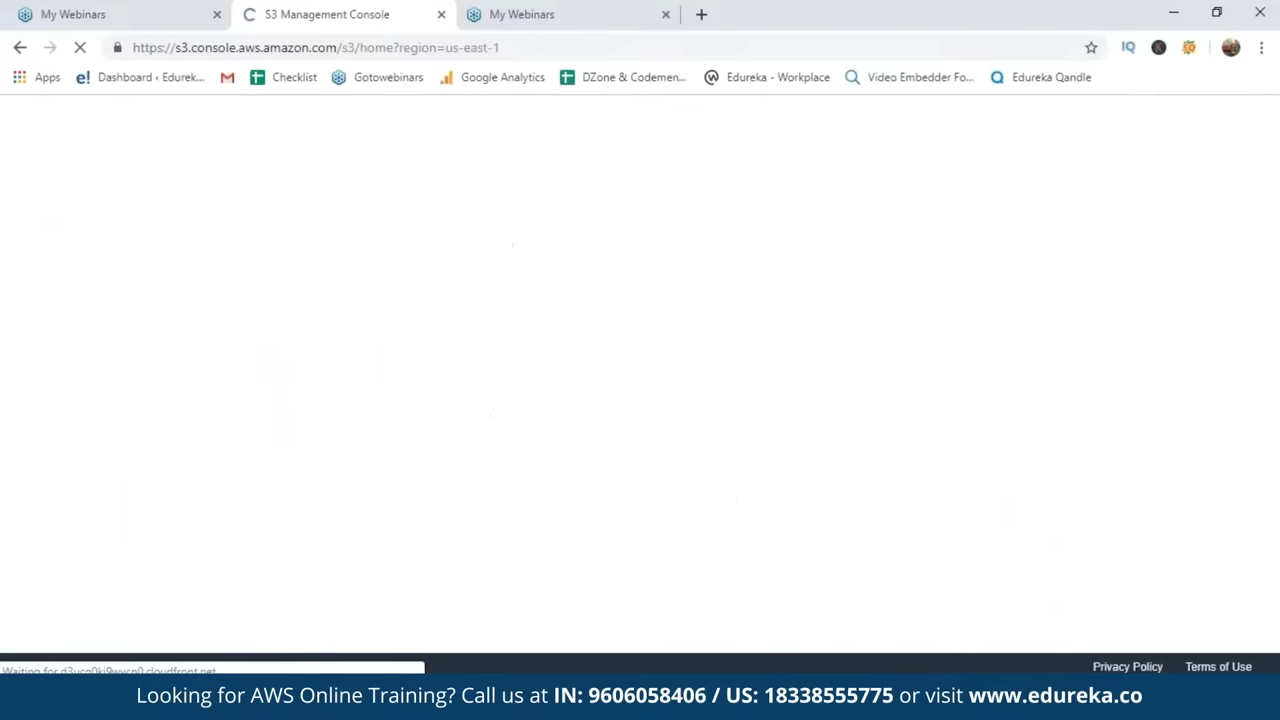 My Webinars
S3 Management Console
My Webinars
https://s3.console.aws.amazon.com/s3/home?region=us-east-1
IQ
Apps
e! Dashboard ‹ Edurek...
Checklist
Gotowebinars
Google Analytics
DZone & Codemen...
Edureka - Workplace
Video Embedder Fo...
Edureka Qandle
Waiting for
Privacy Policy
Terms of Use
Looking for AWS Online Training? Call us at IN: 9606058406 / US: 18338555775 or visit www.edureka.co